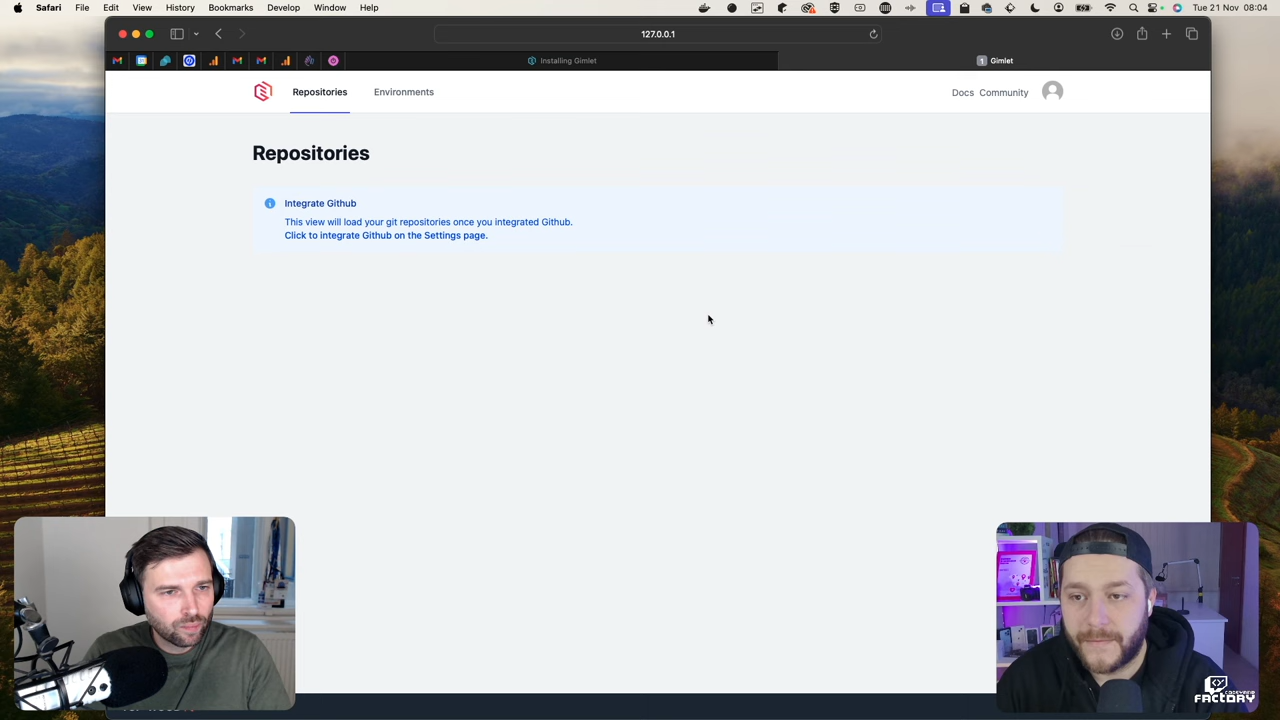 Safari File Edit View History Bookmarks Develop Window Help Tue 21 Nov 08:04
127.0.0.1
Installing Gimlet
1 Gimlet
Repositories Environments Docs Community
Repositories
Integrate Github
This view will load your git repositories once you integrated Github.
Click to integrate Github on the Settings page.
FACTORY